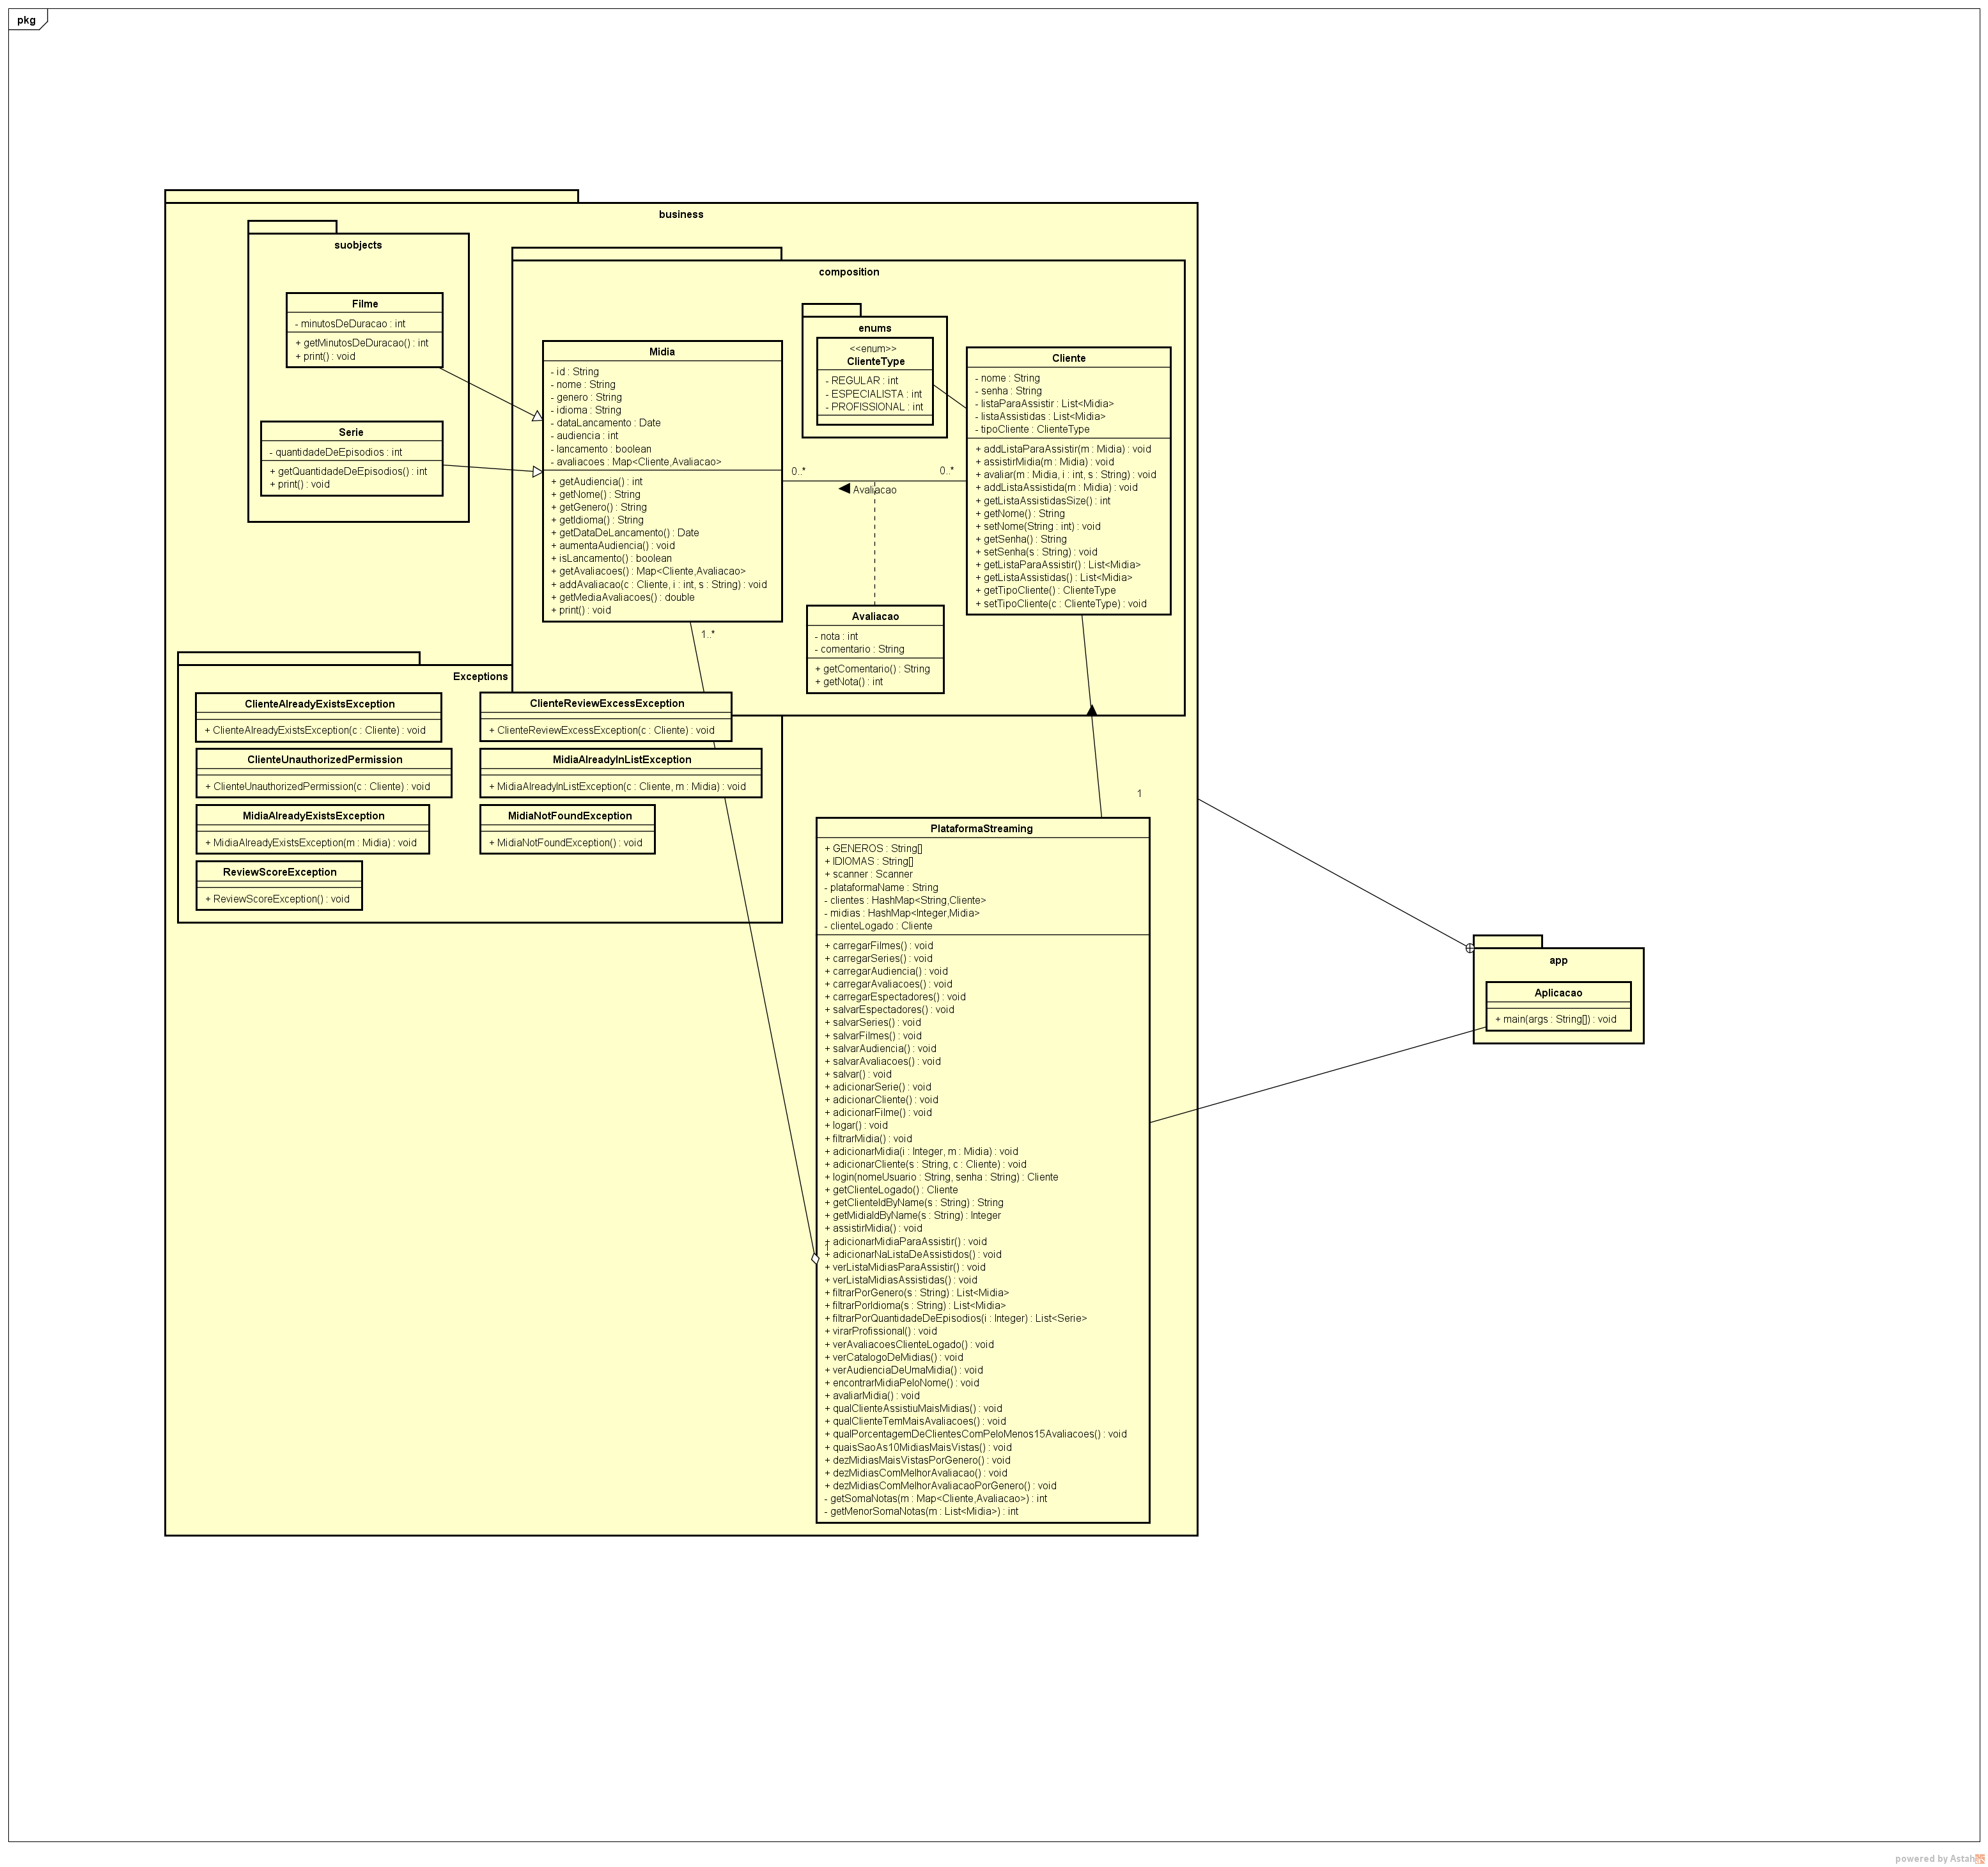 pkg
business
suobjects
Filme
- minutosDeDuracao : int
+ getMinutosDeDuracao() : int
+ print() : void
Serie
- quantidadeDeEpisodios : int
+ getQuantidadeDeEpisodios() : int
+ print() : void
composition
Midia
- id : String
- nome : String
- genero : String
- idioma : String
- dataLancamento : Date
- audiencia : int
- lancamento : boolean
- avaliacoes : Map<Cliente,Avaliacao>
+ getAudiencia() : int
+ getNome() : String
+ getGenero() : String
+ getIdioma() : String
+ getDataDeLancamento() : Date
+ aumentaAudiencia() : void
+ isLancamento() : boolean
+ getAvaliacoes() : Map<Cliente,Avaliacao>
+ addAvaliacao(c : Cliente, i : int, s : String) : void
+ getMediaAvaliacoes() : double
+ print() : void
enums
<<enum>>
ClienteType
- REGULAR : int
- ESPECIALISTA : int
- PROFISSIONAL : int
Cliente
- nome : String
- senha : String
- listaParaAssistir : List<Midia>
- listaAssistidas : List<Midia>
- tipoCliente : ClienteType
+ addListaParaAssistir(m : Midia) : void
+ assistirMidia(m : Midia) : void
+ avaliar(m : Midia, i : int, s : String) : void
+ addListaAssistida(m : Midia) : void
+ getListaAssistidasSize() : int
+ getNome() : String
+ setNome(String : int) : void
+ getSenha() : String
+ setSenha(s : String) : void
+ getListaParaAssistir() : List<Midia>
+ getListaAssistidas() : List<Midia>
+ getTipoCliente() : ClienteType
+ setTipoCliente(c : ClienteType) : void
0..*
0..*
Avaliacao
Avaliacao
- nota : int
- comentario : String
+ getComentario() : String
+ getNota() : int
1..*
Exceptions
ClienteAlreadyExistsException
+ ClienteAlreadyExistsException(c : Cliente) : void
ClienteReviewExcessException
+ ClienteReviewExcessException(c : Cliente) : void
ClienteUnauthorizedPermission
+ ClienteUnauthorizedPermission(c : Cliente) : void
MidiaAlreadyInListException
+ MidiaAlreadyInListException(c : Cliente, m : Midia) : void
MidiaAlreadyExistsException
+ MidiaAlreadyExistsException(m : Midia) : void
MidiaNotFoundException
+ MidiaNotFoundException() : void
ReviewScoreException
+ ReviewScoreException() : void
1
PlataformaStreaming
+ GENEROS : String[]
+ IDIOMAS : String[]
+ scanner : Scanner
- plataformaName : String
- clientes : HashMap<String,Cliente>
- midias : HashMap<Integer,Midia>
- clienteLogado : Cliente
+ carregarFilmes() : void
+ carregarSeries() : void
+ carregarAudiencia() : void
+ carregarAvaliacoes() : void
+ carregarEspectadores() : void
+ salvarEspectadores() : void
+ salvarSeries() : void
+ salvarFilmes() : void
+ salvarAudiencia() : void
+ salvarAvaliacoes() : void
+ salvar() : void
+ adicionarSerie() : void
+ adicionarCliente() : void
+ adicionarFilme() : void
+ logar() : void
+ filtrarMidia() : void
+ adicionarMidia(i : Integer, m : Midia) : void
+ adicionarCliente(s : String, c : Cliente) : void
+ login(nomeUsuario : String, senha : String) : Cliente
+ getClienteLogado() : Cliente
+ getClienteIdByName(s : String) : String
+ getMidiaIdByName(s : String) : Integer
+ assistirMidia() : void
+ adicionarMidiaParaAssistir() : void
1
+ adicionarNaListaDeAssistidos() : void
+ verListaMidiasParaAssistir() : void
+ verListaMidiasAssistidas() : void
+ filtrarPorGenero(s : String) : List<Midia>
+ filtrarPorIdioma(s : String) : List<Midia>
+ filtrarPorQuantidadeDeEpisodios(i : Integer) : List<Serie>
+ virarProfissional() : void
+ verAvaliacoesClienteLogado() : void
+ verCatalogoDeMidias() : void
+ verAudienciaDeUmaMidia() : void
+ encontrarMidiaPeloNome() : void
+ avaliarMidia() : void
+ qualClienteAssistiuMaisMidias() : void
+ qualClienteTemMaisAvaliacoes() : void
+ qualPorcentagemDeClientesComPeloMenos15Avaliacoes() : void
+ quaisSaoAs10MidiasMaisVistas() : void
+ dezMidiasMaisVistasPorGenero() : void
+ dezMidiasComMelhorAvaliacao() : void
+ dezMidiasComMelhorAvaliacaoPorGenero() : void
- getSomaNotas(m : Map<Cliente,Avaliacao>) : int
- getMenorSomaNotas(m : List<Midia>) : int
app
Aplicacao
+ main(args : String[]) : void
powered by Astah